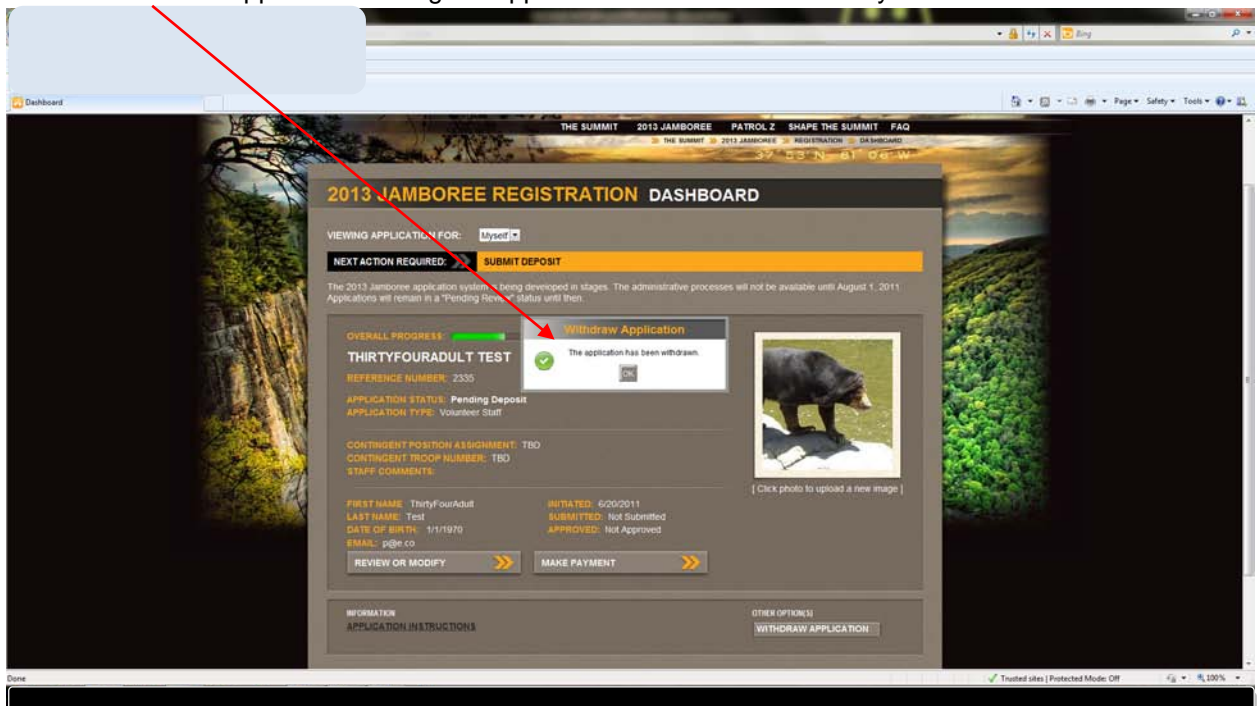 Bing
Dashboard
Page Safety Tools
THE SUMMIT 2013 JAMBOREE PATROL Z SHAPE THE SUMMIT FAQ
THE SUMMIT 2013 JAMBOREE REGISTRATION DASHBOARD
37° 53' N 81 06' W
2013 JAMBOREE REGISTRATION DASHBOARD
VIEWING APPLICATION FOR: Myself
NEXT ACTION REQUIRED: SUBMIT DEPOSIT
The 2013 Jamboree application system is being developed in stages. The administrative processes will not be available until August 1, 2011.
Applications will remain in a "Pending Review" status until then.
OVERALL PROGRESS:
Withdraw Application
The application has been withdrawn.
OK
THIRTYFOURADULT TEST
REFERENCE NUMBER: 2335
APPLICATION STATUS: Pending Deposit
APPLICATION TYPE: Volunteer Staff
CONTINGENT POSITION ASSIGNMENT: TBD
CONTINGENT TROOP NUMBER: TBD
STAFF COMMENTS:
[ Click photo to upload a new image ]
FIRST NAME: ThirtyFourAdult INITIATED: 6/20/2011
LAST NAME: Test SUBMITTED: Not Submitted
DATE OF BIRTH: 1/1/1970 APPROVED: Not Approved
EMAIL: p@e.co
REVIEW OR MODIFY MAKE PAYMENT
INFORMATION OTHER OPTION(S)
APPLICATION INSTRUCTIONS WITHDRAW APPLICATION
Done Trusted sites | Protected Mode: Off 100%